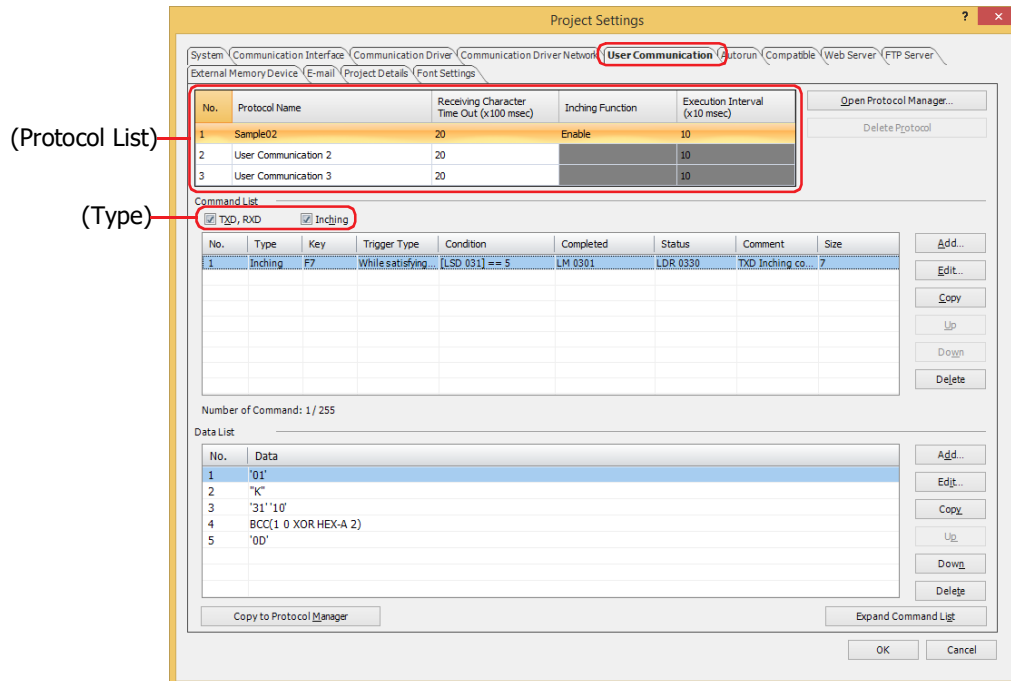 Project Settings
? ×
System Communication Interface Communication Driver Communication Driver Network User Communication Autorun Compatible Web Server FTP Server
External Memory Device E-mail Project Details Font Settings
No. Protocol Name Receiving Character Time Out (x100 msec) Inching Function Execution Interval (x10 msec)
Open Protocol Manager...
1 Sample02 20 Enable 10
Delete Protocol
(Protocol List)
2 User Communication 2 20 10
3 User Communication 3 20 10
Command List
(Type)
TXD, RXD Inching
No. Type Key Trigger Type Condition Completed Status Comment Size
Add...
1 Inching F7 While satisfying... [LSD 031] == 5 LM 0301 LDR 0330 TXD Inching co... 7
Edit...
Copy
Up
Down
Delete
Number of Command: 1/ 255
Data List
No. Data
Add...
1 '01'
Edit...
2 "K"
3 '31' '10'
Copy
4 BCC(1 0 XOR HEX-A 2)
Up
5 '0D'
Down
Delete
Copy to Protocol Manager
Expand Command List
OK Cancel